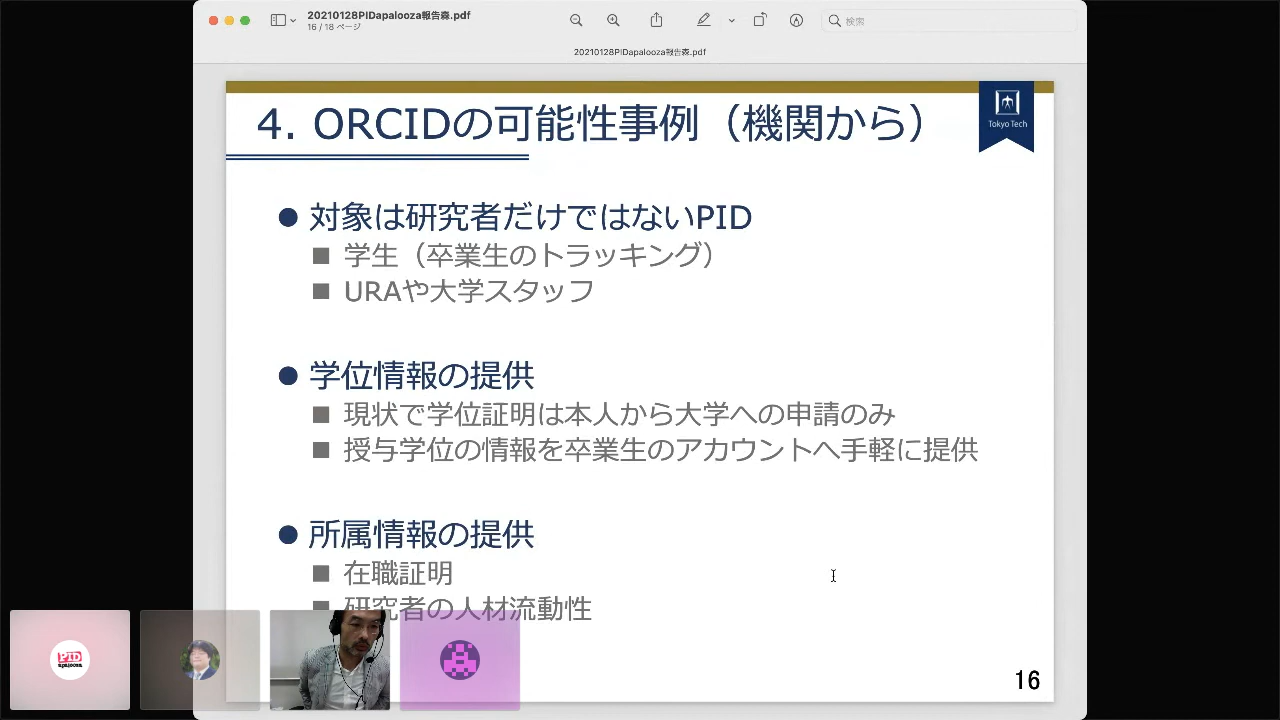 20210128PIDapalooza報告森.pdf
16 / 18 ページ
検索
20210128PIDapalooza報告森.pdf
4. ORCIDの可能性事例（機関から）
Tokyo Tech
● 対象は研究者だけではないPID
■ 学生（卒業生のトラッキング）
■ URAや大学スタッフ
● 学位情報の提供
■ 現状で学位証明は本人から大学への申請のみ
■ 授与学位の情報を卒業生のアカウントへ手軽に提供
● 所属情報の提供
■ 在職証明
■ 研究者の人材流動性
PID
apalooza
16